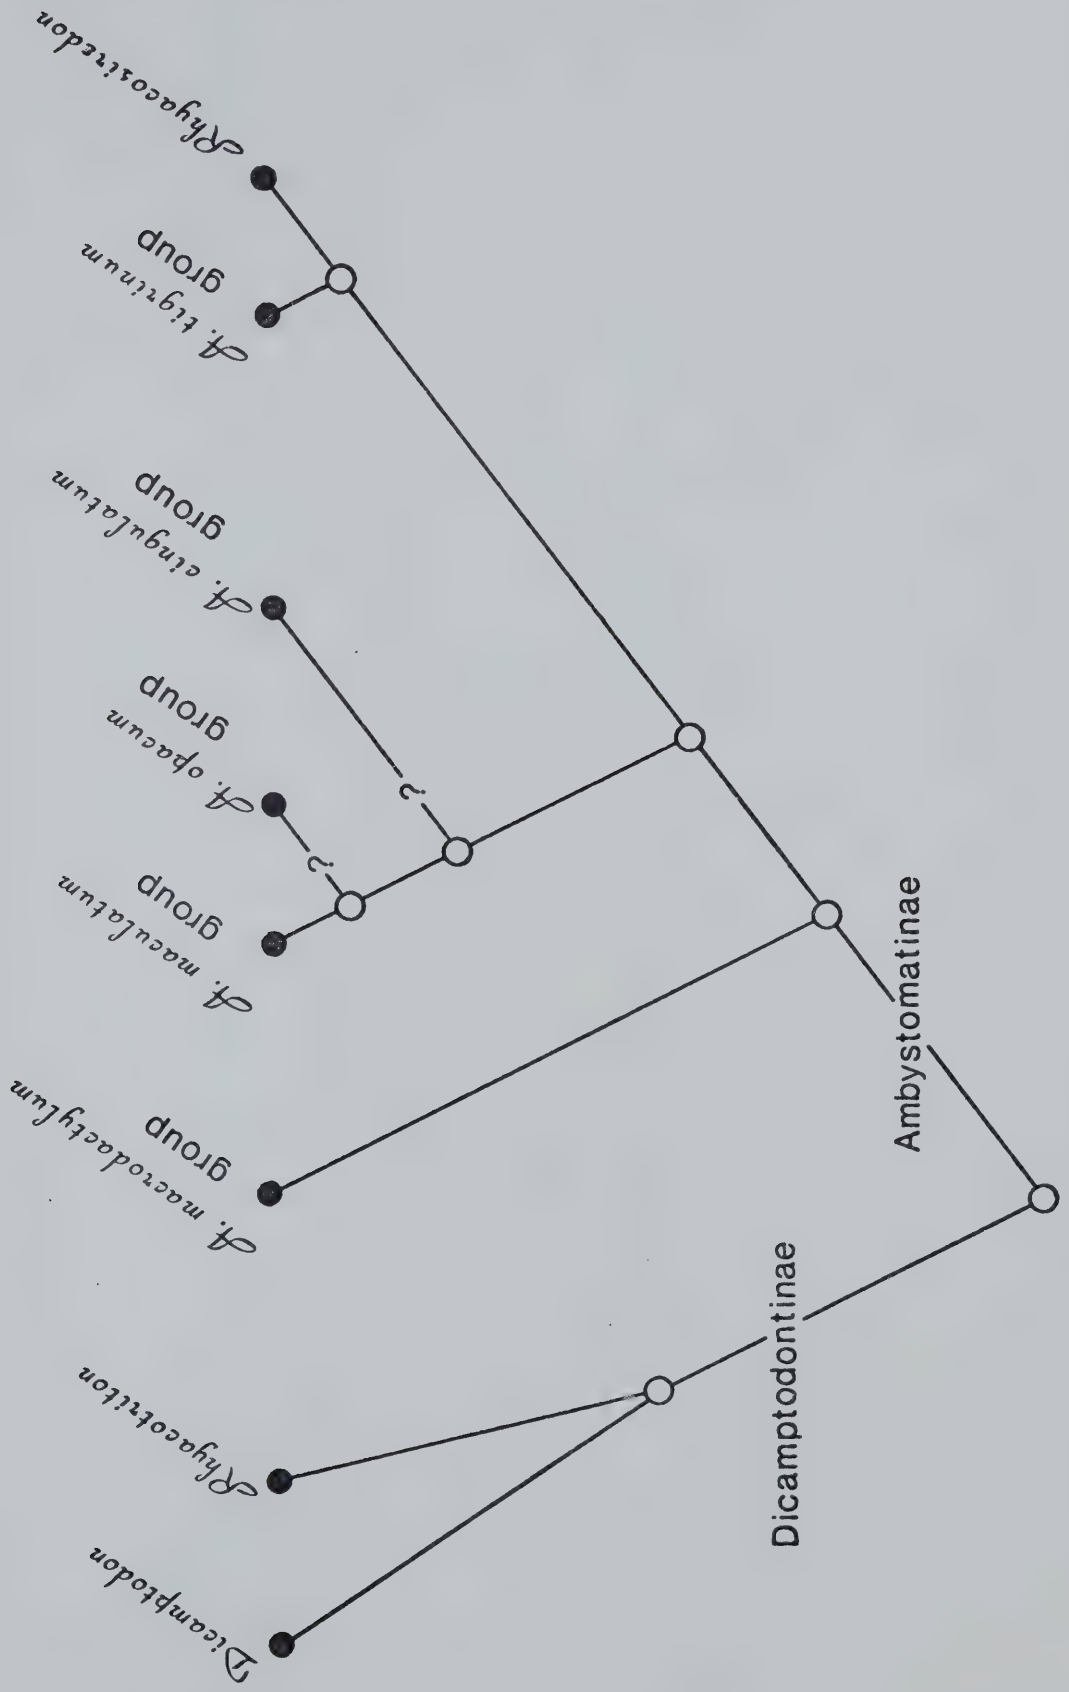 Rhyacosiredon
A. tigrinum
group
A. cingulatum
group
?
A. opacum
group
?
A. maculatum
group
A. macrodactylum
group
Ambystomatinae
Rhyacotriton
Dicamptodontinae
Dicamptodon